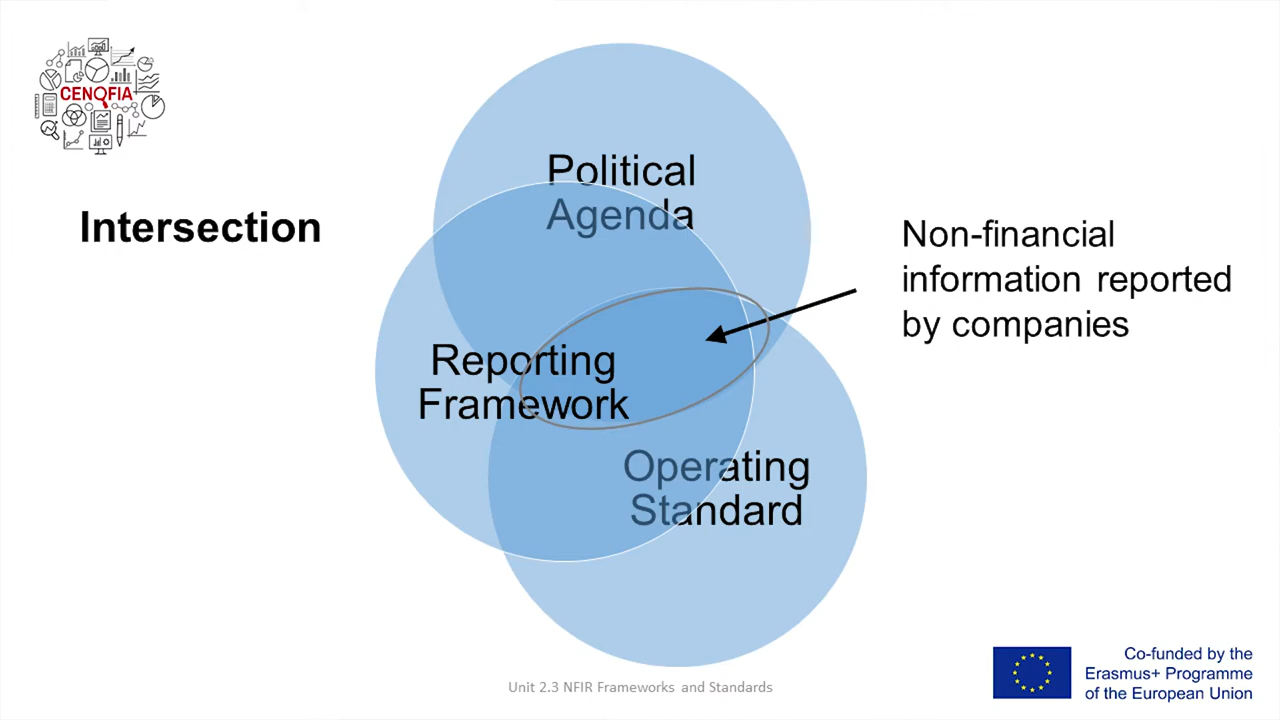 CENQFIA
Intersection
Political
Agenda
Reporting
Framework
Operating
Standard
Non-financial
information reported
by companies
Unit 2.3 NFIR Frameworks and Standards
Co-funded by the
Erasmus+ Programme
of the European Union